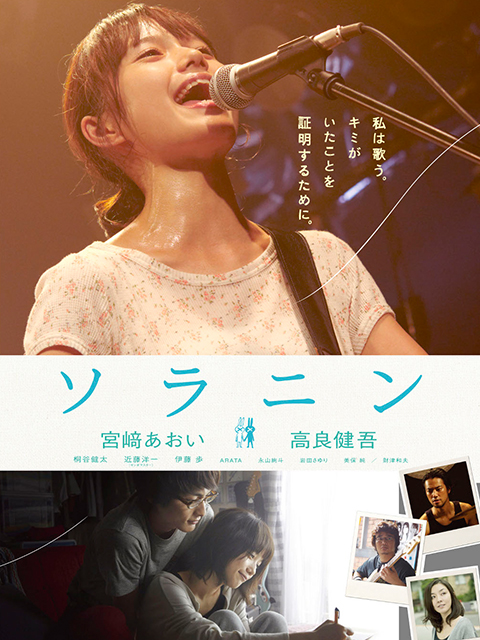 私は歌う。
キミが
いたことを
証明するために。
ソラニン
宮﨑あおい 高良健吾
桐谷健太 近藤洋一 伊藤 歩 ARATA 永山絢斗 岩田さゆり 美保 純 / 財津和夫